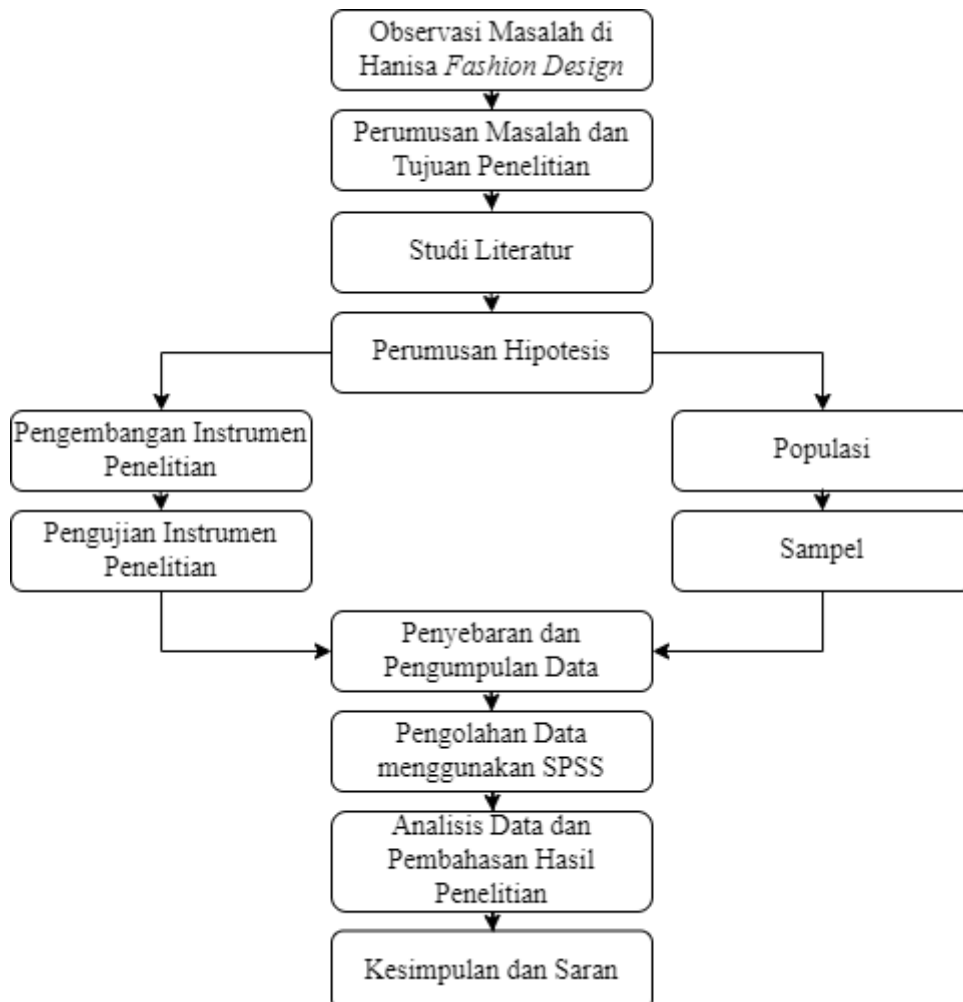 Observasi Masalah di
Hanisa Fashion Design
Perumusan Masalah dan
Tujuan Penelitian
Studi Literatur
Perumusan Hipotesis
Pengembangan Instrumen
Penelitian
Populasi
Pengujian Instrumen
Penelitian
Sampel
Penyebaran dan
Pengumpulan Data
Pengolahan Data
menggunakan SPSS
Analisis Data dan
Pembahasan Hasil
Penelitian
Kesimpulan dan Saran